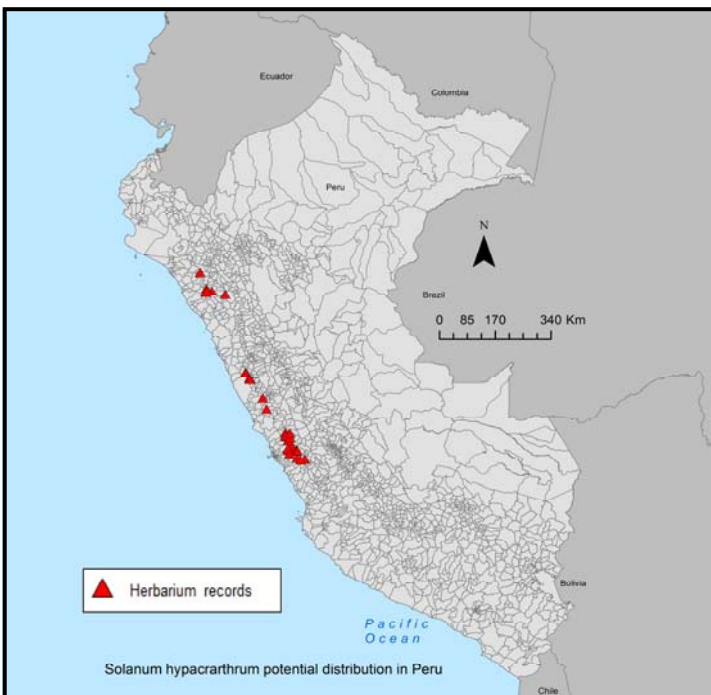 Ecuador
Colombia
Peru
N
Brazil
0 85 170 340 Km
Herbarium records
Bolivia
Pacific
Ocean
Solanum hypacrarthrum potential distribution in Peru
Chile